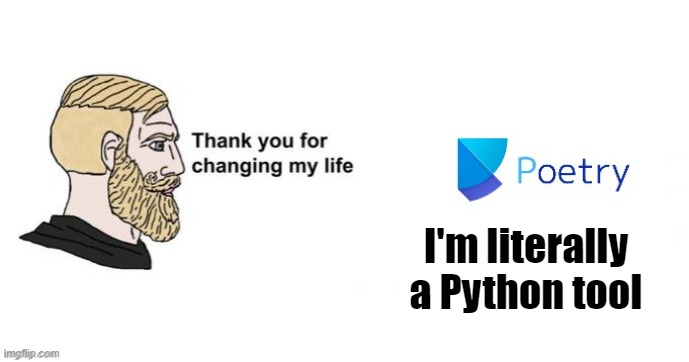 Thank you for
changing my life
Poetry
I'm literally
a Python tool
imgflip.com